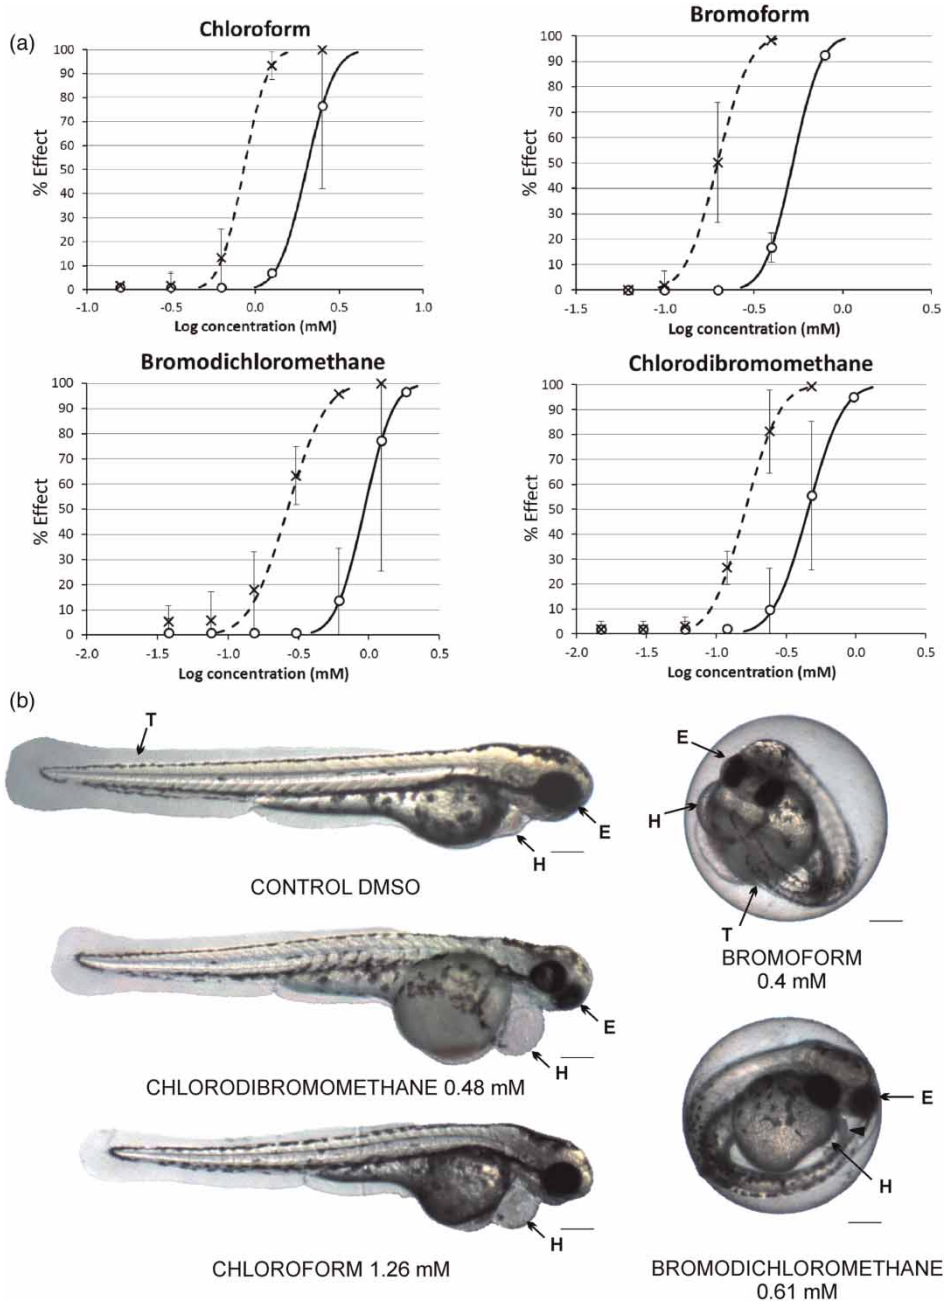 (a)
Chloroform
100
90
80
70
60
50
40
30
20
10
0
% Effect
-1.0 -0.5 0.0 0.5 1.0
Log concentration (mM)
Bromoform
100
90
80
70
60
50
40
30
20
10
0
% Effect
-1.5 -1.0 -0.5 0.0 0.5
Log concentration (mM)
Bromodichloromethane
100
90
80
70
60
50
40
30
20
10
0
% Effect
-2.0 -1.5 -1.0 -0.5 0.0 0.5
Log concentration (mM)
Chlorodibromomethane
100
90
80
70
60
50
40
30
20
10
0
% Effect
-2.0 -1.5 -1.0 -0.5 0.0 0.5
Log concentration (mM)
(b)
T
E
H
CONTROL DMSO
E
H
T
BROMOFORM
0.4 mM
E
H
CHLORODIBROMOMETHANE 0.48 mM
H
CHLOROFORM 1.26 mM
E
H
BROMODICHLOROMETHANE
0.61 mM